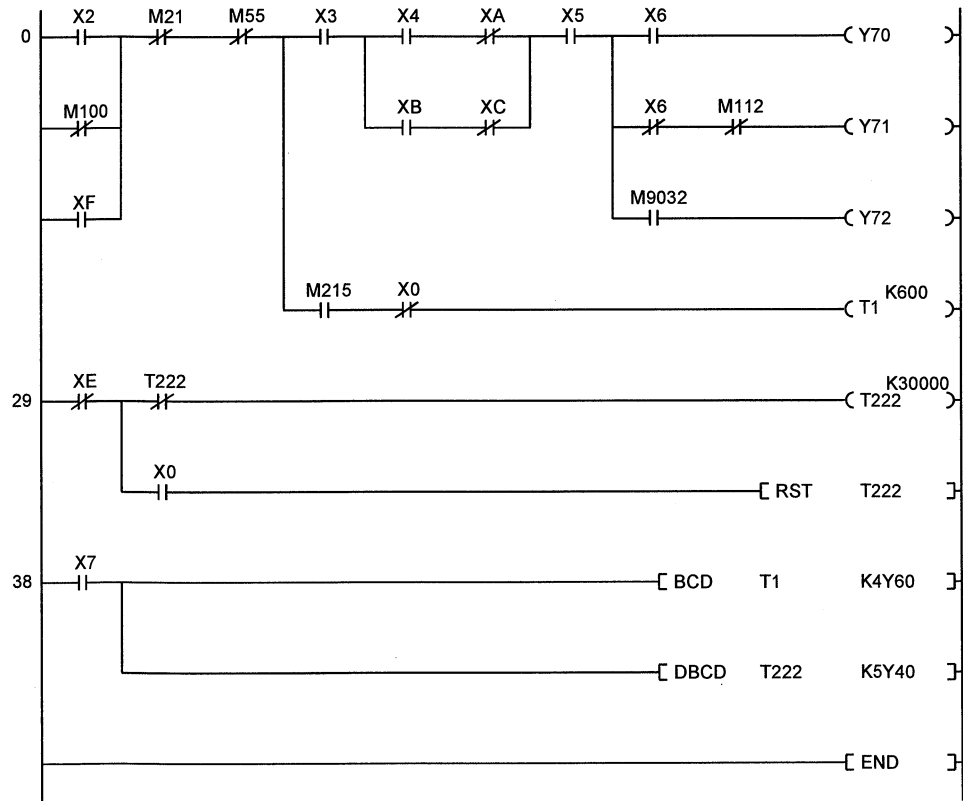 X2 M21 M55 X3 X4 XA X5 X6
0 Y70
M100 XB XC X6 M112
Y71
XF M9032
Y72
M215 X0 K600
T1
XE T222 K30000
29 T222
X0
RST T222
X7
38 BCD T1 K4Y60
DBCD T222 K5Y40
END